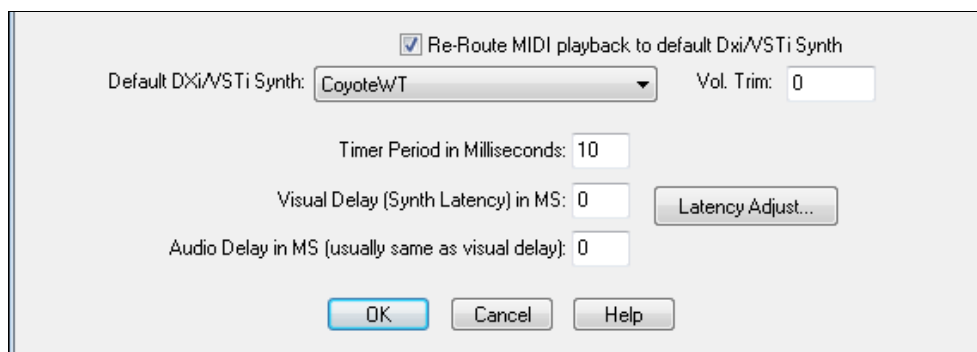 Re-Route MIDI playback to default Dxi/VSTi Synth
Default DXi/VSTi Synth: CoyoteWT Vol. Trim: 0
Timer Period in Milliseconds: 10
Visual Delay (Synth Latency) in MS: 0 Latency Adjust...
Audio Delay in MS (usually same as visual delay): 0
OK Cancel Help